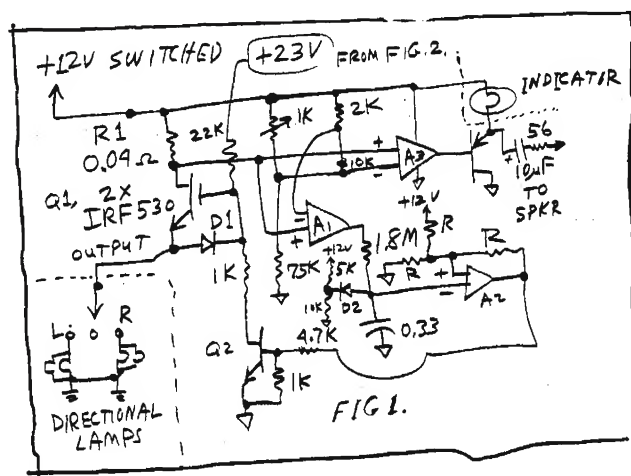 +12V SWITCHED
+23V
FROM FIG.2.
INDICATOR
R1
0.09Ω
22K
1K
2K
10K
+
-
A3
56
+
10µF
TO
SPKR
Q1, 2X
IRF530
OUTPUT
D1
-
+
A1
+12V
R
1.8M
R
R
+
-
A2
1K
75K
+12V
5K
10K
D2
0.33
Q2
4.7K
1K
L
O
R
DIRECTIONAL
LAMPS
FIG 1.